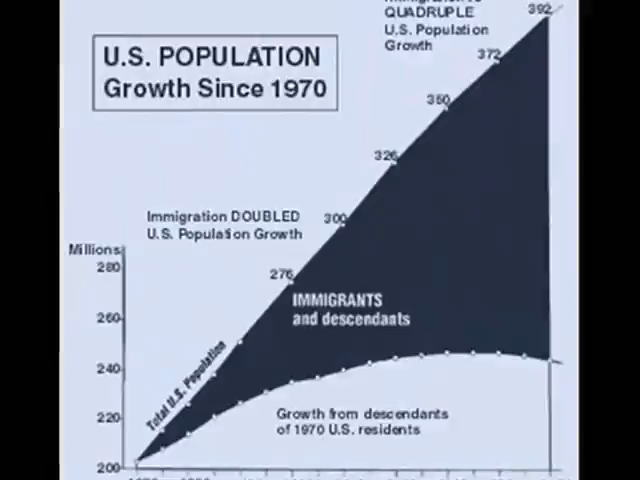 QUADRUPLE
U.S. Population
Growth
392
372
350
326
300
276
U.S. POPULATION
Growth Since 1970
Immigration DOUBLED
U.S. Population Growth
Millions
280
260
240
220
200
IMMIGRANTS
and descendants
Total U.S. Population
Growth from descendants
of 1970 U.S. residents